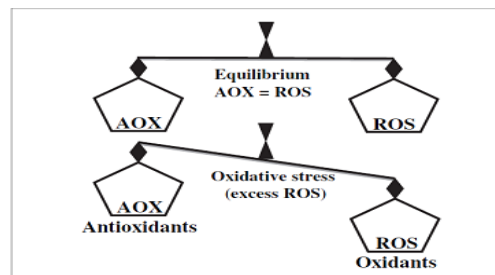 Equilibrium
AOX = ROS
AOX
ROS
Oxidative stress
(excess ROS)
AOX
Antioxidants
ROS
Oxidants